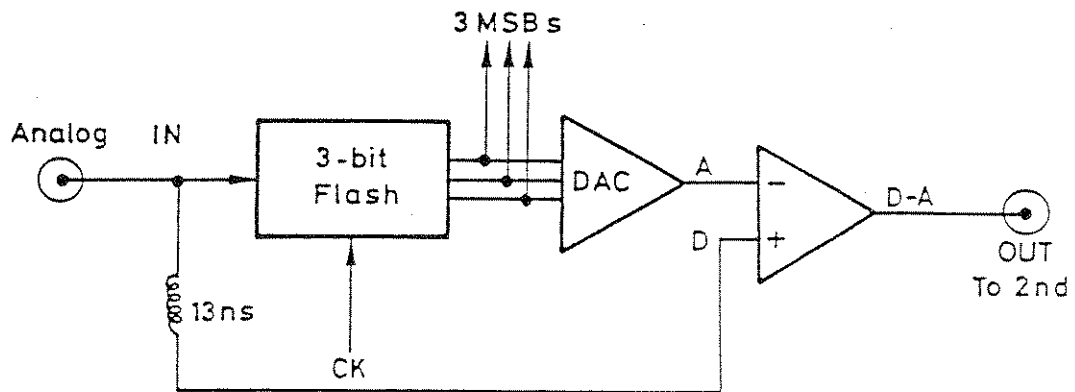 3 MSBs
Analog IN
3-bit
Flash
DAC
A
−
D-A
D
+
OUT
To 2nd
13ns
CK